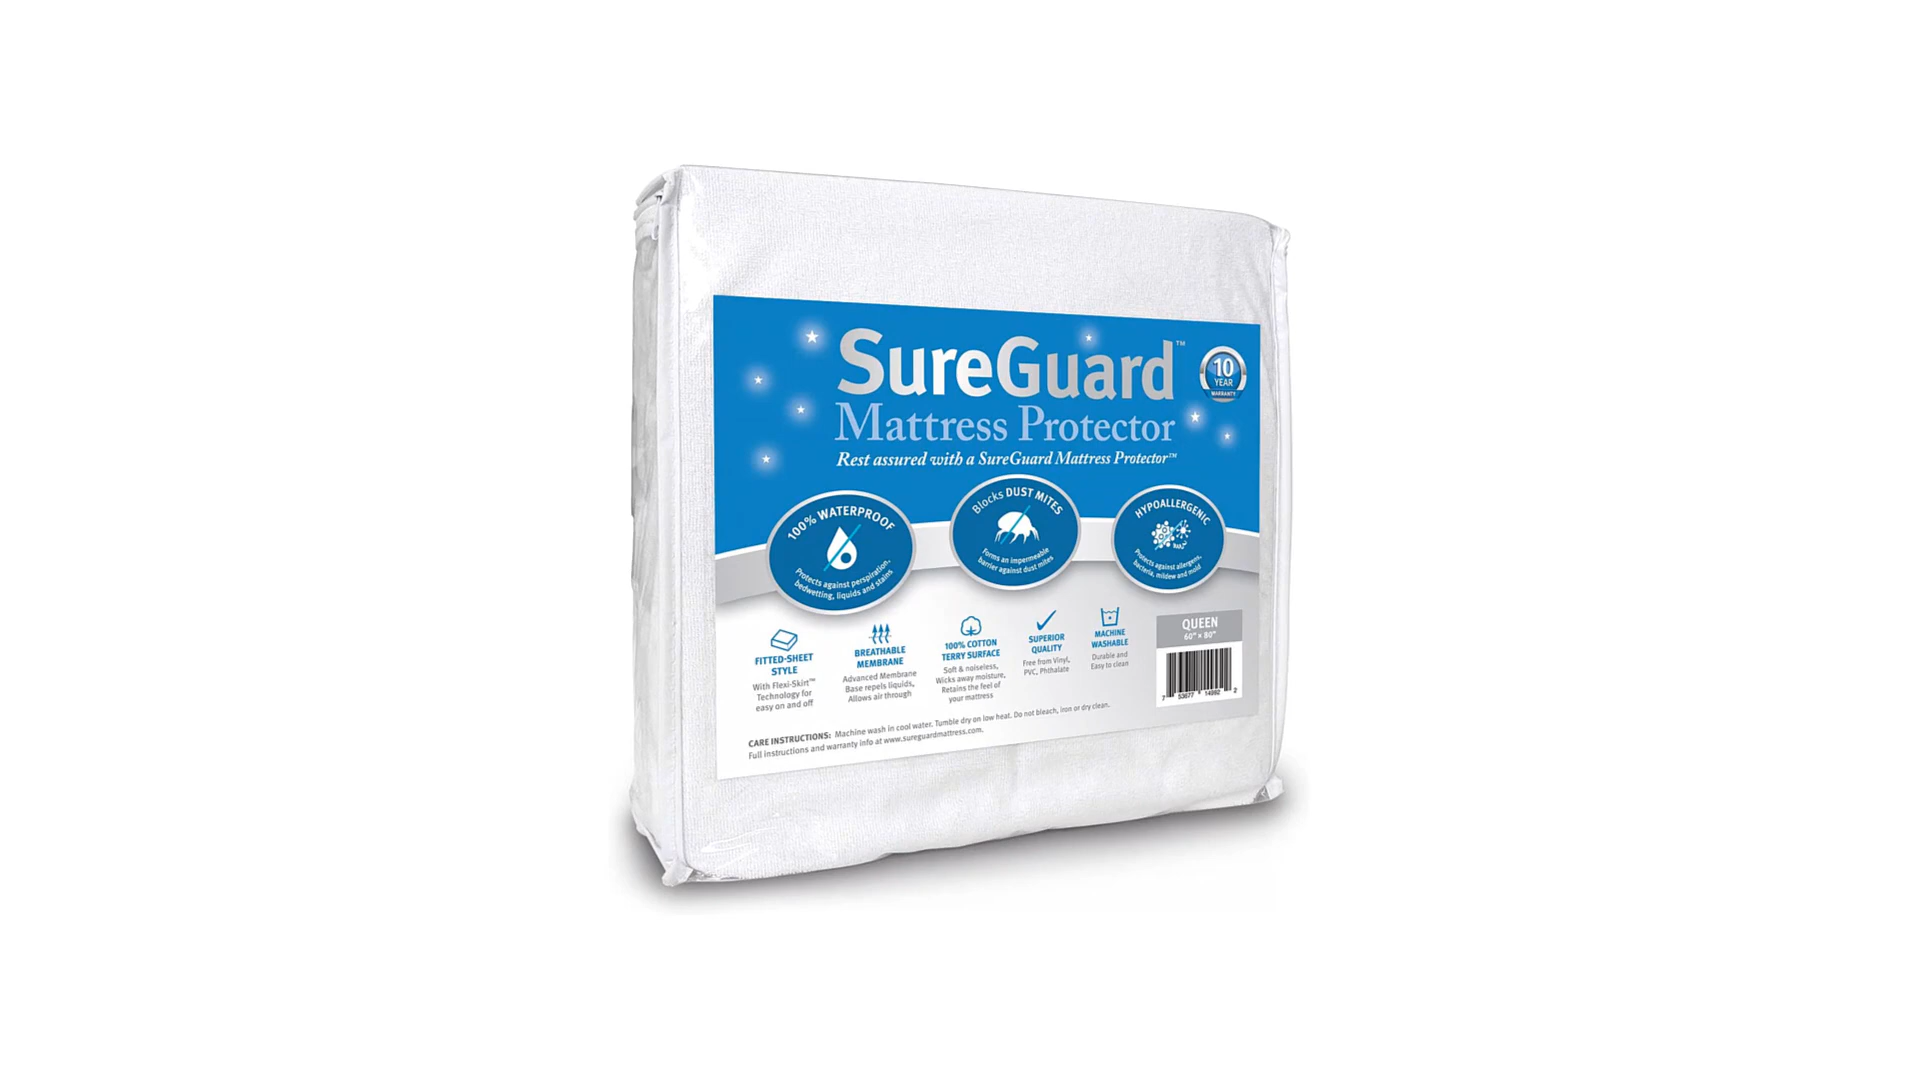 SureGuard™
Mattress Protector
Rest assured with a SureGuard Mattress Protector™
10
YEAR
WARRANTY
100% WATERPROOF
Protects against perspiration,
bedwetting, liquids and stains
Blocks DUST MITES
Forms an impermeable
barrier against dust mites
HYPOALLERGENIC
Protects against allergens,
bacteria, mildew and mold
FITTED-SHEET
STYLE
With Flexi-Skirt™
Technology for
easy on and off
BREATHABLE
MEMBRANE
Advanced Membrane
Base repels liquids,
Allows air through
100% COTTON
TERRY SURFACE
Soft & noiseless,
Wicks away moisture,
Retains the feel of
your mattress
SUPERIOR
QUALITY
Free from Vinyl,
PVC, Phthalate
MACHINE
WASHABLE
Durable and
Easy to clean
QUEEN
60" × 80"
7 53677 14992 2
CARE INSTRUCTIONS: Machine wash in cool water. Tumble dry on low heat. Do not bleach, iron or dry clean.
Full instructions and warranty info at www.sureguardmattress.com.